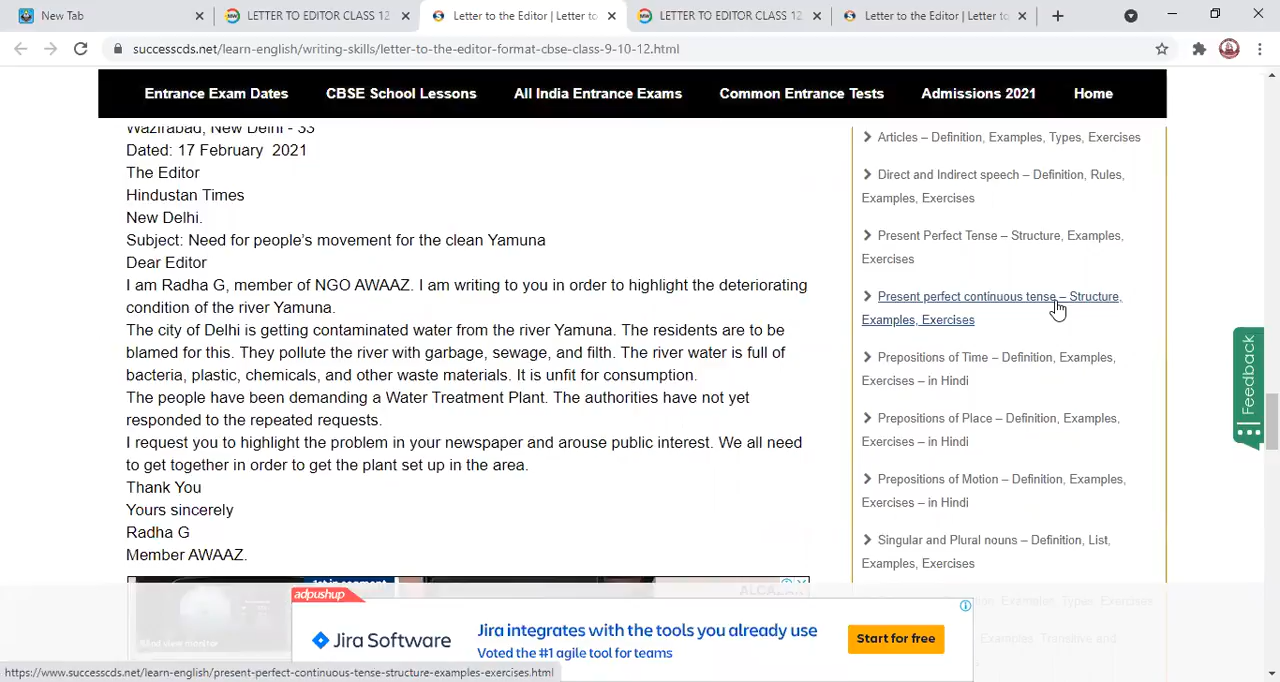 New Tab
LETTER TO EDITOR CLASS 12
Letter to the Editor | Letter to
LETTER TO EDITOR CLASS 12
Letter to the Editor | Letter to
successcds.net/learn-english/writing-skills/letter-to-the-editor-format-cbse-class-9-10-12.html
Entrance Exam Dates
CBSE School Lessons
All India Entrance Exams
Common Entrance Tests
Admissions 2021
Home
Wazirabad, New Delhi - 33
Dated: 17 February 2021
The Editor
Hindustan Times
New Delhi.
Subject: Need for people’s movement for the clean Yamuna
Dear Editor
I am Radha G, member of NGO AWAAZ. I am writing to you in order to highlight the deteriorating
condition of the river Yamuna.
The city of Delhi is getting contaminated water from the river Yamuna. The residents are to be
blamed for this. They pollute the river with garbage, sewage, and filth. The river water is full of
bacteria, plastic, chemicals, and other waste materials. It is unfit for consumption.
The people have been demanding a Water Treatment Plant. The authorities have not yet
responded to the repeated requests.
I request you to highlight the problem in your newspaper and arouse public interest. We all need
to get together in order to get the plant set up in the area.
Thank You
Yours sincerely
Radha G
Member AWAAZ.
Articles – Definition, Examples, Types, Exercises
Direct and Indirect speech – Definition, Rules,
Examples, Exercises
Present Perfect Tense – Structure, Examples,
Exercises
Present perfect continuous tense – Structure,
Examples, Exercises
Prepositions of Time – Definition, Examples,
Exercises – in Hindi
Prepositions of Place – Definition, Examples,
Exercises – in Hindi
Prepositions of Motion – Definition, Examples,
Exercises – in Hindi
Singular and Plural nouns – Definition, List,
Examples, Exercises
Examples, Types, Exercises
Examples, Transitive and
Feedback
1st in segment
Blind view monitor
ALCA
adpushup
Jira Software
Jira integrates with the tools you already use
Voted the #1 agile tool for teams
Start for free
https://www.successcds.net/learn-english/present-perfect-continuous-tense-structure-examples-exercises.html